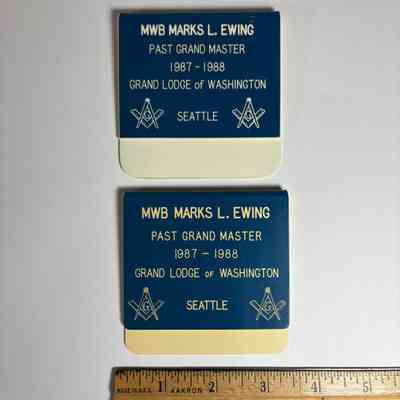 MWB MARKS L. EWING
PAST GRAND MASTER
1987 - 1988
GRAND LODGE of WASHINGTON
G SEATTLE G
MWB MARKS L. EWING
PAST GRAND MASTER
1987 - 1988
GRAND LODGE OF WASHINGTON
G SEATTLE G
1 2 3 4 5
AKRON